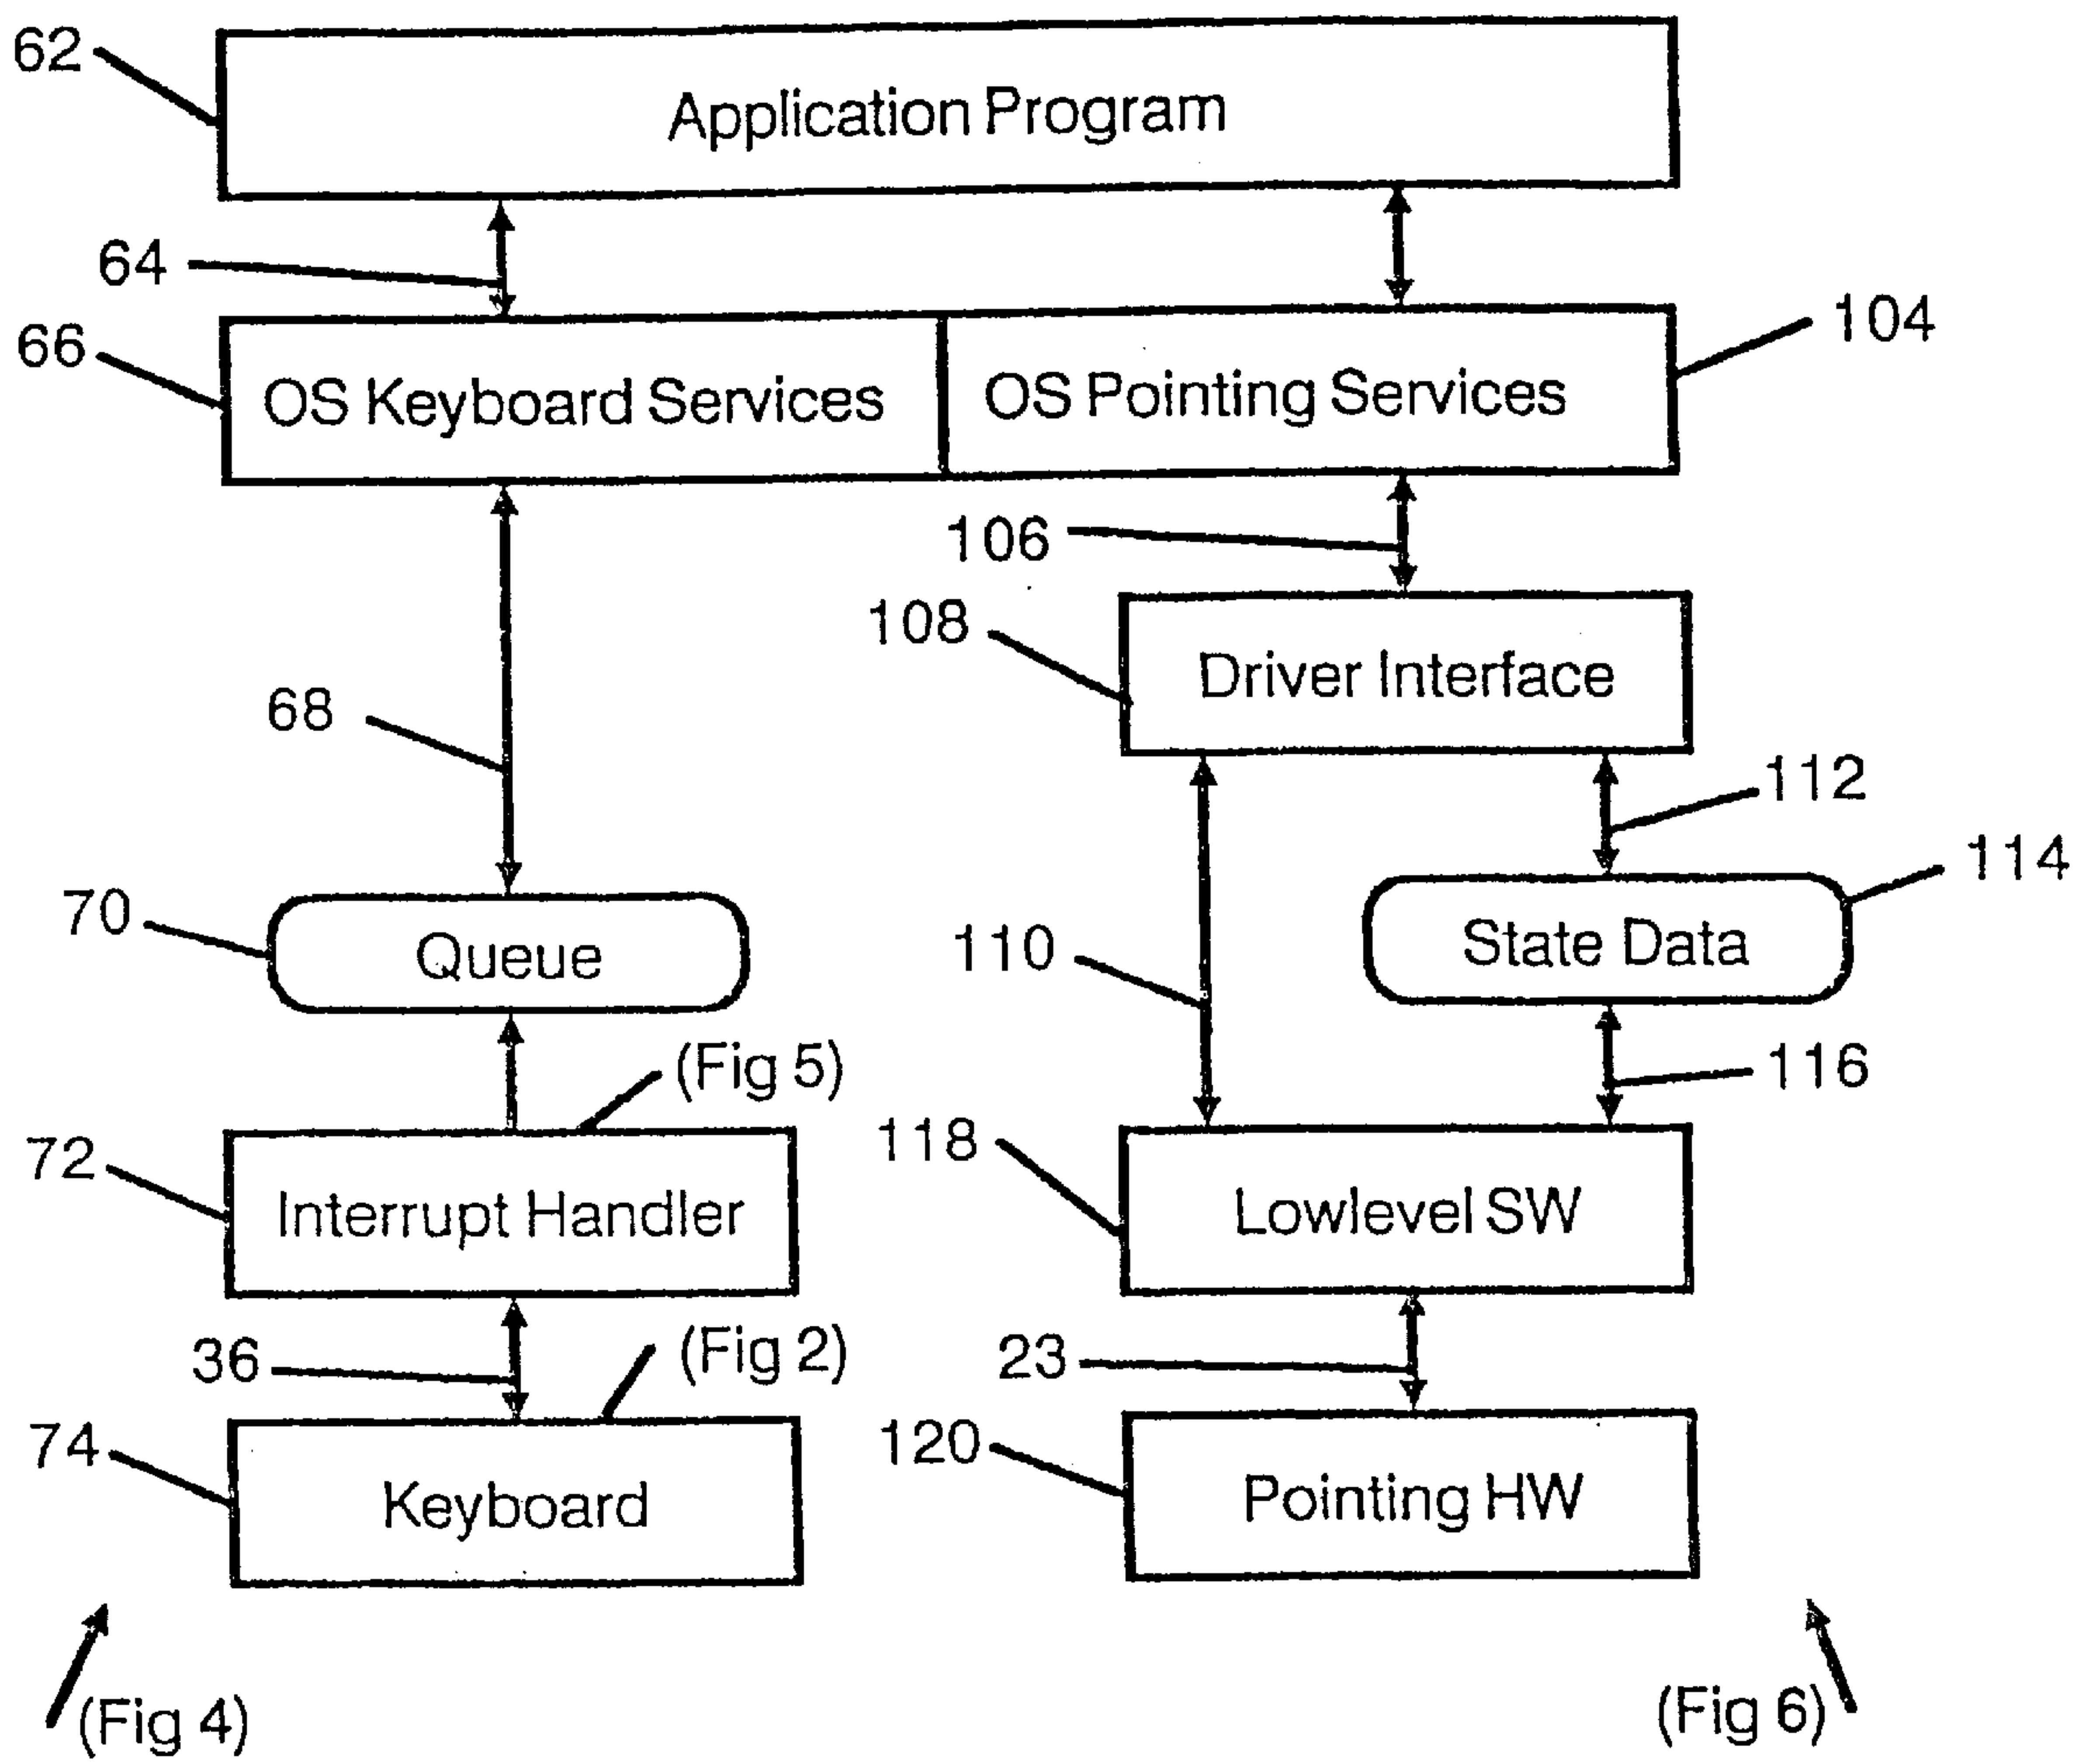 62
Application Program
64
66
OS Keyboard Services
OS Pointing Services
104
106
108
Driver Interface
68
112
114
70
Queue
110
State Data
(Fig 5)
116
72
Interrupt Handler
118
Lowlevel SW
36
(Fig 2)
23
74
Keyboard
120
Pointing HW
(Fig 4)
(Fig 6)